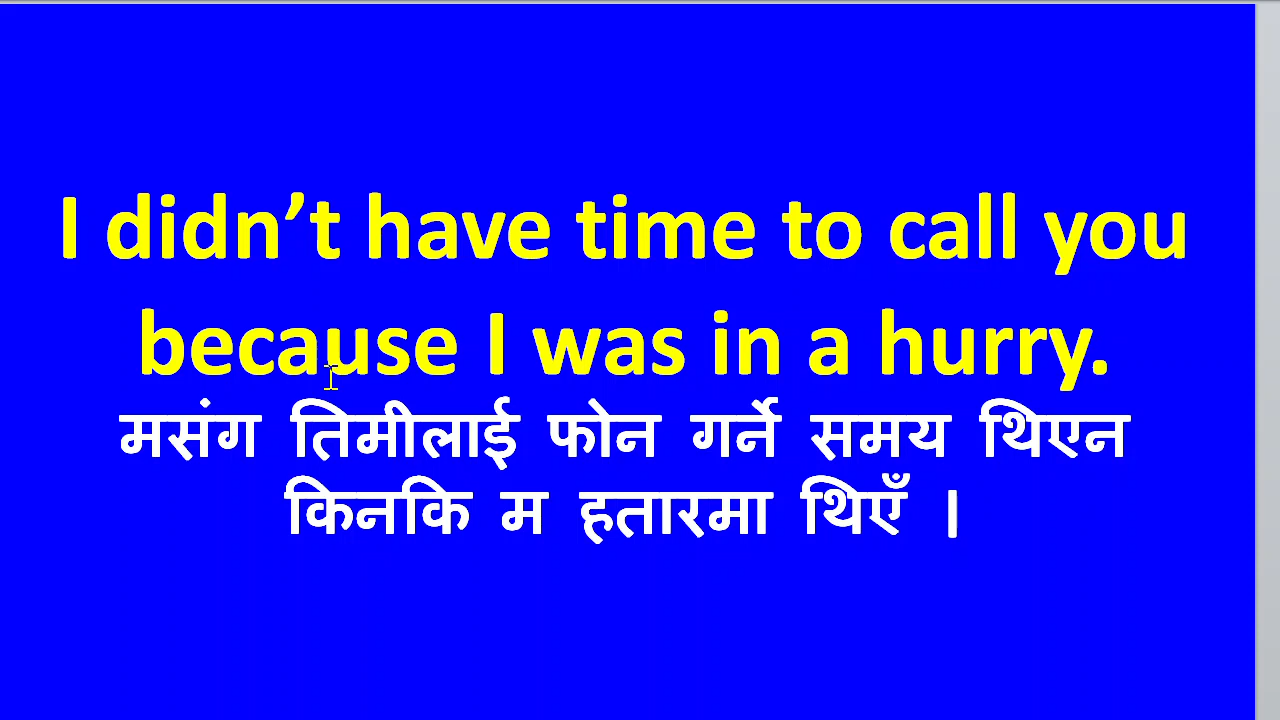 I didn’t have time to call you
because I was in a hurry.
मसंग तिमीलाई फोन गर्ने समय थिएन
किनकि म हतारमा थिएँ ।